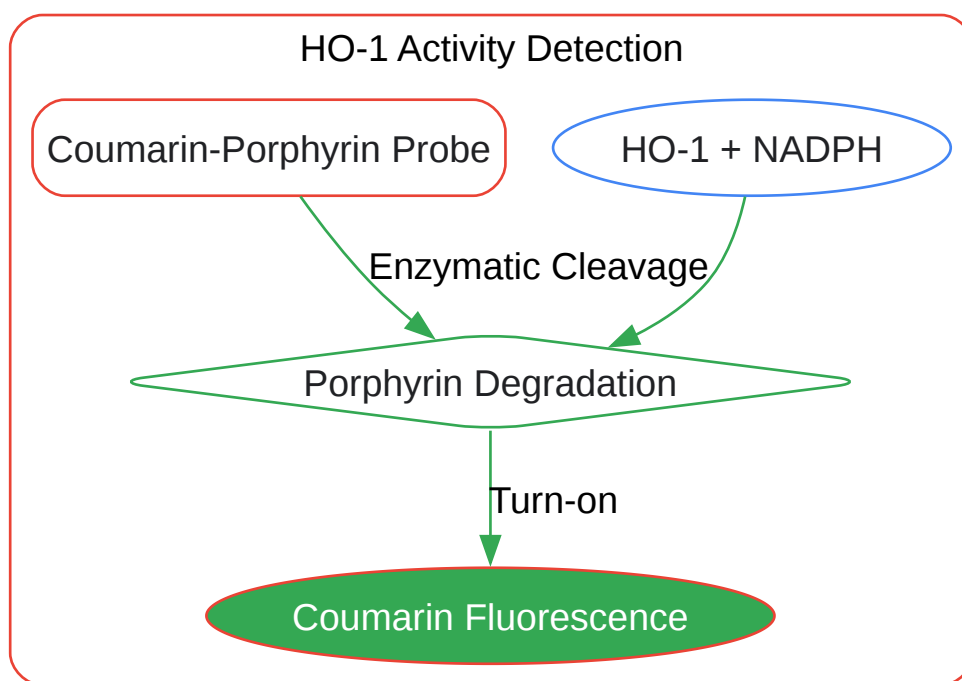 HO-1 Activity Detection
Coumarin-Porphyrin Probe
HO-1 + NADPH
Enzymatic Cleavage
Porphyrin Degradation
Turn-on
Coumarin Fluorescence